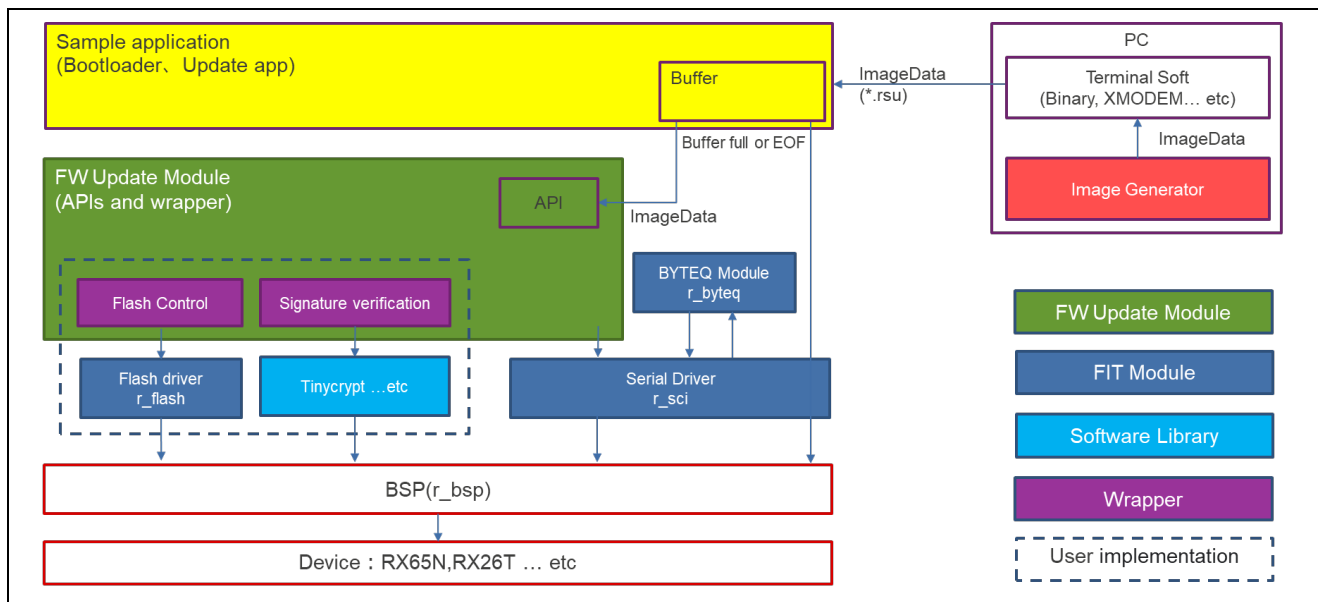 Sample application
(Bootloader、Update app)
Buffer
ImageData
(*.rsu)
PC
Terminal Soft
(Binary, XMODEM… etc)
ImageData
Image Generator
Buffer full or EOF
FW Update Module
(APIs and wrapper)
API
ImageData
BYTEQ Module
r_byteq
Flash Control
Signature verification
Flash driver
r_flash
Tinycrypt …etc
Serial Driver
r_sci
BSP(r_bsp)
Device：RX65N,RX26T … etc
FW Update Module
FIT Module
Software Library
Wrapper
User implementation